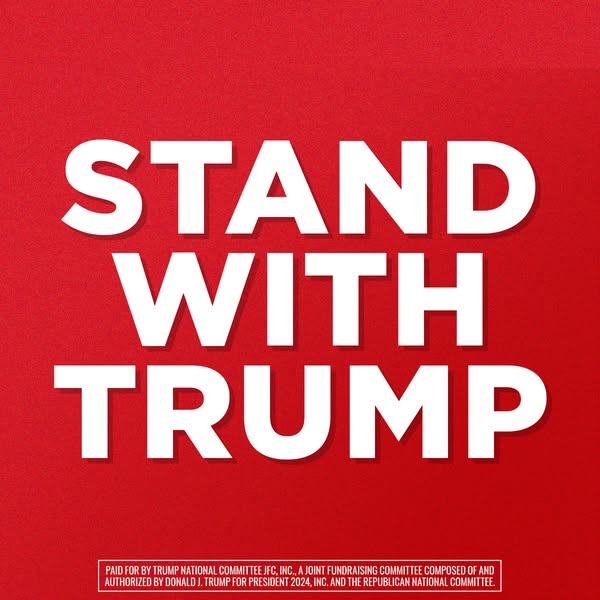 STAND
WITH
TRUMP
PAID FOR BY TRUMP NATIONAL COMMITTEE JFC, INC., A JOINT FUNDRAISING COMMITTEE COMPOSED OF AND
AUTHORIZED BY DONALD J. TRUMP FOR PRESIDENT 2024, INC. AND THE REPUBLICAN NATIONAL COMMITTEE.